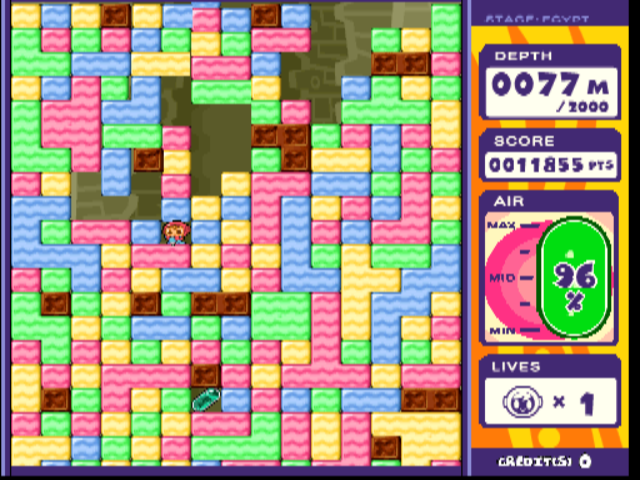 STAGE:EGYPT
DEPTH
0077 M
/2000
SCORE
0011855 PTS
AIR
MAX
MID
MIN
96
%
LIVES
× 1
CREDIT(S) 0